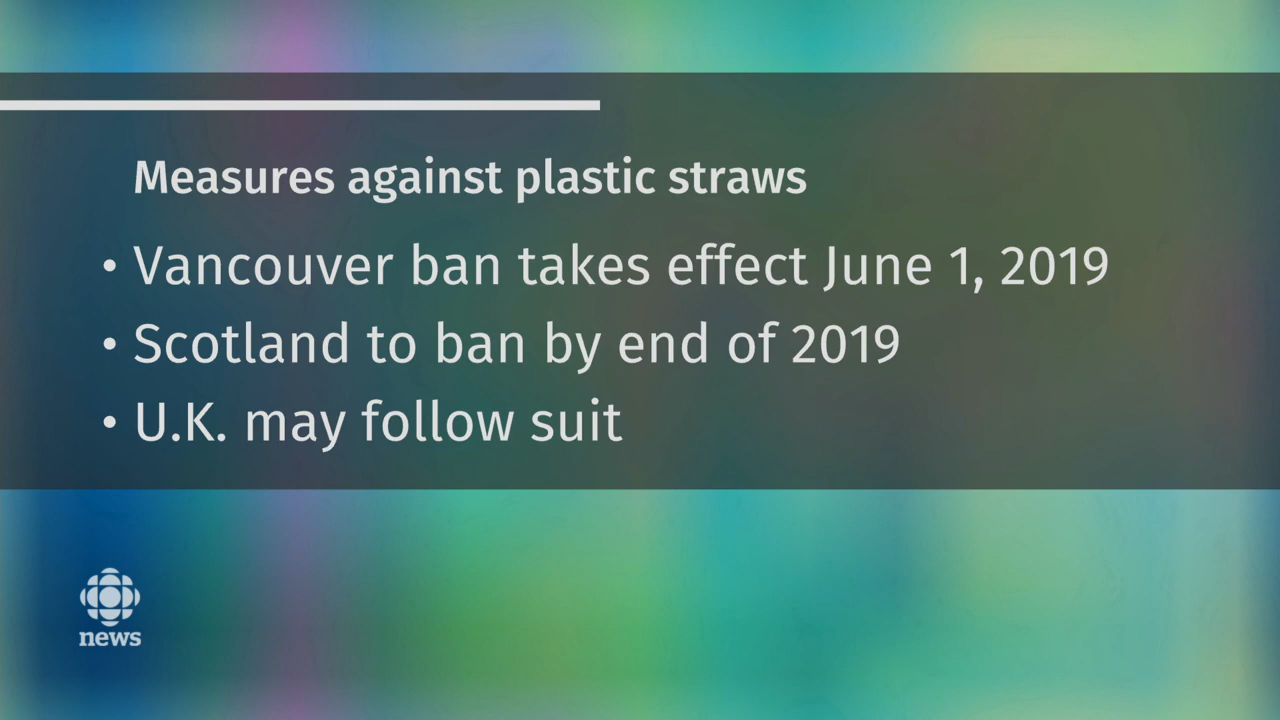 Measures against plastic straws
• Vancouver ban takes effect June 1, 2019
• Scotland to ban by end of 2019
• U.K. may follow suit
news